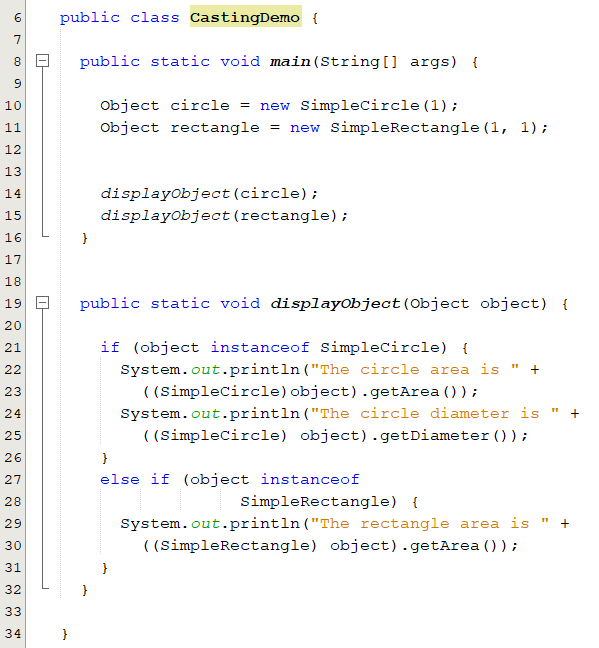 6 public class CastingDemo {
7
8 public static void main(String[] args) {
9
10 Object circle = new SimpleCircle(1);
11 Object rectangle = new SimpleRectangle(1, 1);
12
13
14 displayObject(circle);
15 displayObject(rectangle);
16 }
17
18
19 public static void displayObject(Object object) {
20
21 if (object instanceof SimpleCircle) {
22 System.out.println("The circle area is " +
23 ((SimpleCircle)object).getArea());
24 System.out.println("The circle diameter is " +
25 ((SimpleCircle) object).getDiameter());
26 }
27 else if (object instanceof
28 SimpleRectangle) {
29 System.out.println("The rectangle area is " +
30 ((SimpleRectangle) object).getArea());
31 }
32 }
33
34 }